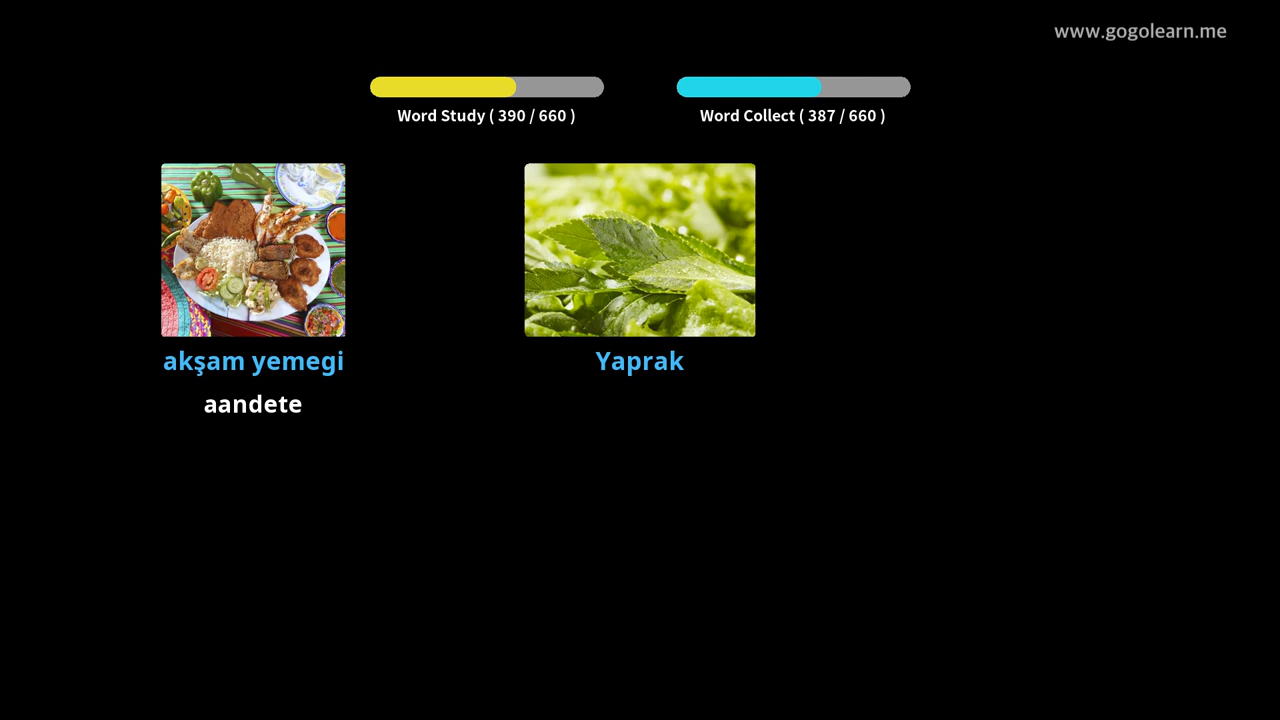 www.gogolearn.me
Word Study ( 390 / 660 )
Word Collect ( 387 / 660 )
akşam yemegi
Yaprak
aandete